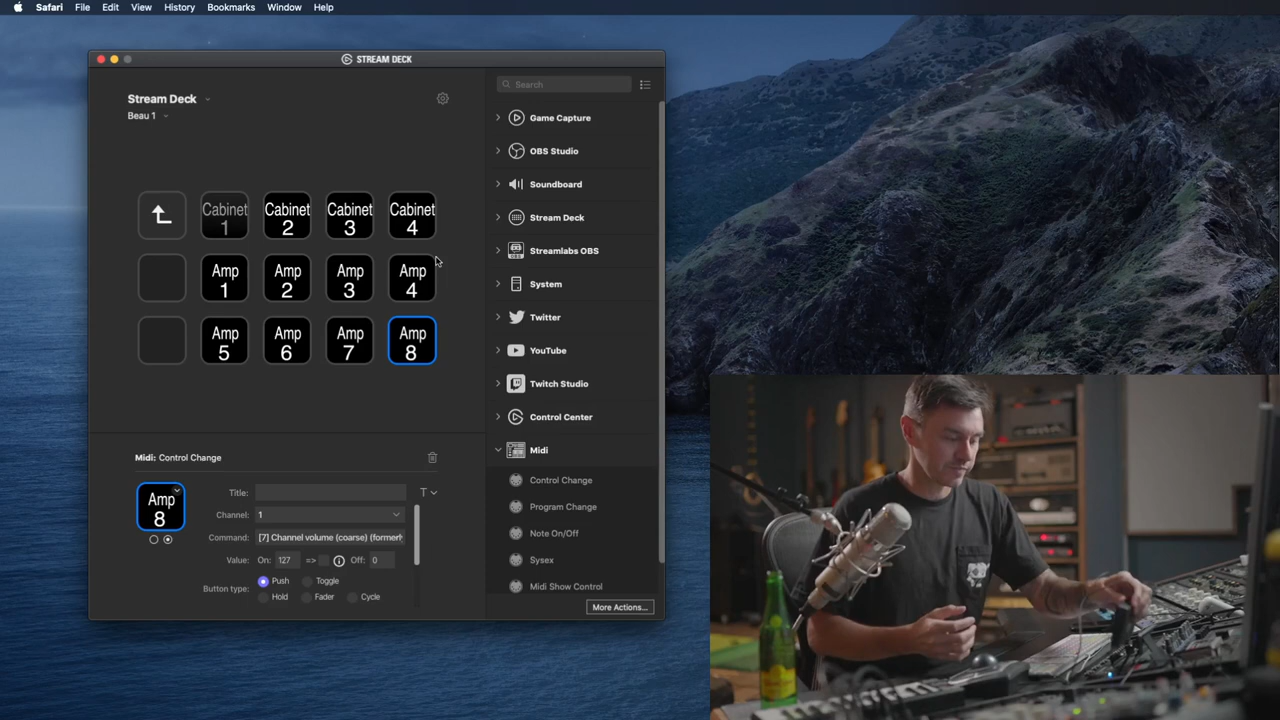 Safari File Edit View History Bookmarks Window Help
STREAM DECK
Stream Deck
Beau 1
Cabinet 1
Cabinet 2
Cabinet 3
Cabinet 4
Amp 1
Amp 2
Amp 3
Amp 4
Amp 5
Amp 6
Amp 7
Amp 8
Search
Game Capture
OBS Studio
Soundboard
Stream Deck
Streamlabs OBS
System
Twitter
YouTube
Twitch Studio
Control Center
Midi
Control Change
Program Change
Note On/Off
Sysex
Midi Show Control
More Actions...
Midi: Control Change
Amp 8
Title:
T
Channel: 1
Command: [7] Channel volume (coarse) (former
Value: On: 127 => Off: 0
Button type: Push Toggle
Hold Fader Cycle